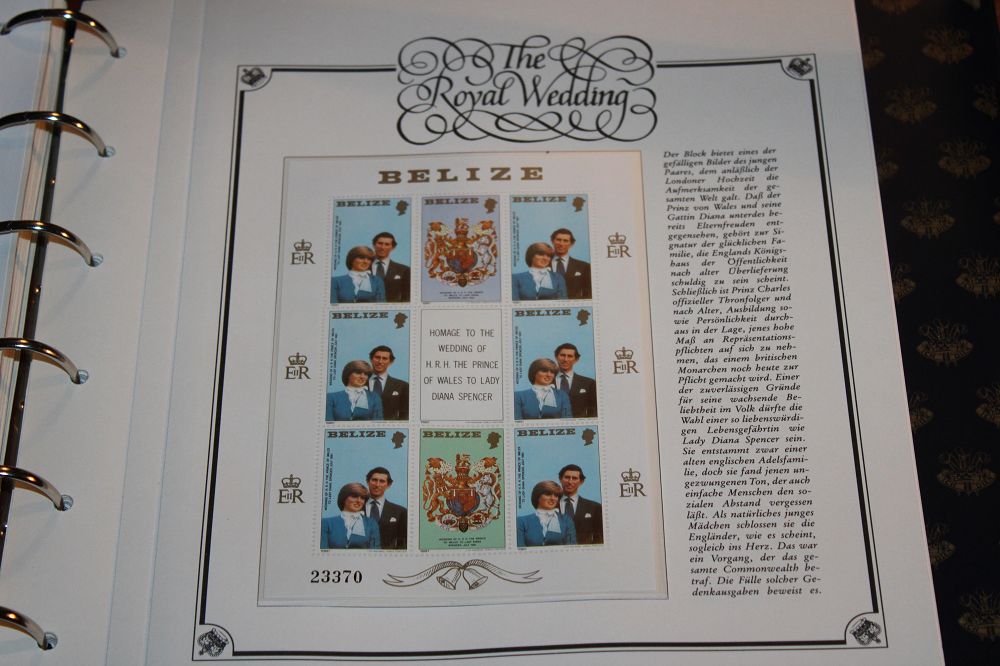 The
Royal Wedding
BELIZE
BELIZE
BELIZE
BELIZE
EIIR
EIIR
BELIZE
HOMAGE TO THE
WEDDING OF
H.R.H. THE PRINCE
OF WALES TO LADY
DIANA SPENCER
BELIZE
EIIR
EIIR
BELIZE
BELIZE
BELIZE
EIIR
EIIR
23370
Der Block bietet eines der
gefälligen Bilder des jungen
Paares, dem anläßlich der
Londoner Hochzeit die
Aufmerksamkeit der ge-
samten Welt galt. Daß der
Prinz von Wales und seine
Gattin Diana unterdes be-
reits Elternfreuden ent-
gegensehen, gehört zur Si-
gnatur der glücklichen Fa-
milie, die Englands Königs-
haus der Öffentlichkeit
nach alter Überlieferung
schuldig zu sein scheint.
Schließlich ist Prinz Charles
offizieller Thronfolger und
nach Alter, Ausbildung so-
wie Persönlichkeit durch-
aus in der Lage, jenes hohe
Maß an Repräsentations-
pflichten auf sich zu neh-
men, das einem britischen
Monarchen noch heute zur
Pflicht gemacht wird. Einer
der zuverlässigen Gründe
für seine wachsende Be-
liebtheit im Volk dürfte die
Wahl einer so liebenswürdi-
gen Lebensgefährtin wie
Lady Diana Spencer sein.
Sie entstammt zwar einer
alten englischen Adelsfami-
lie, doch sie fand jenen un-
gezwungenen Ton, der auch
einfache Menschen den so-
zialen Abstand vergessen
läßt. Als natürliches junges
Mädchen schlossen sie die
Engländer, wie es scheint,
sogleich ins Herz. Das war
ein Vorgang, der das ge-
samte Commonwealth be-
traf. Die Fülle solcher Ge-
denkausgaben beweist es.